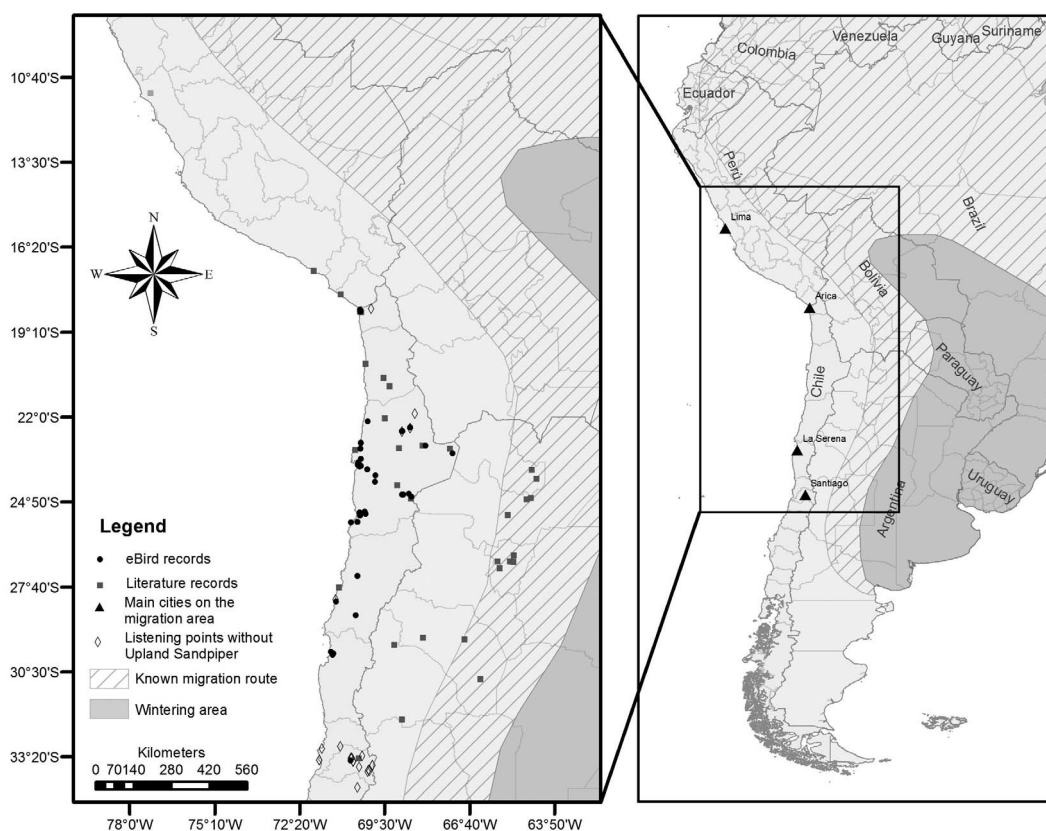 10°40'S
13°30'S
16°20'S
19°10'S
22°0'S
24°50'S
27°40'S
30°30'S
33°20'S
N
W
E
S
Legend
eBird records
Literature records
Main cities on the
migration area
Listening points without
Upland Sandpiper
Known migration route
Wintering area
Kilometers
0 70140 280 420 560
78°0'W 75°10'W 72°20'W 69°30'W 66°40'W 63°50'W
Venezuela
Guyana
Suriname
Colombia
Ecuador
Perú
Brazil
Lima
Bolivia
Arica
Paraguay
Chile
La Serena
Santiago
Uruguay
Argentina